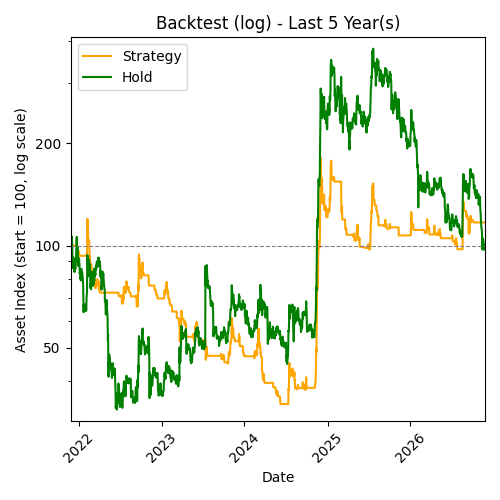 Backtest (log) - Last 5 Year(s)
Strategy
Hold
Asset Index (start = 100, log scale)
200
100
50
2022
2023
2024
2025
2026
Date